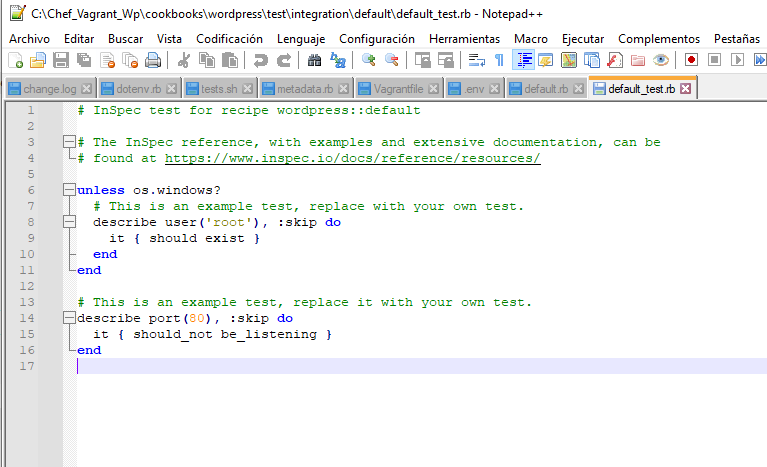 C:\Chef_Vagrant_Wp\cookbooks\wordpress\test\integration\default\default_test.rb - Notepad++
Archivo Editar Buscar Vista Codificación Lenguaje Configuración Herramientas Macro Ejecutar Complementos Pestañas
change.log dotenv.rb tests.sh metadata.rb Vagrantfile .env default.rb default_test.rb
1 # InSpec test for recipe wordpress::default
2
3 # The InSpec reference, with examples and extensive documentation, can be
4 # found at https://www.inspec.io/docs/reference/resources/
5
6 unless os.windows?
7 # This is an example test, replace with your own test.
8 describe user('root'), :skip do
9 it { should exist }
10 end
11 end
12
13 # This is an example test, replace it with your own test.
14 describe port(80), :skip do
15 it { should_not be_listening }
16 end
17